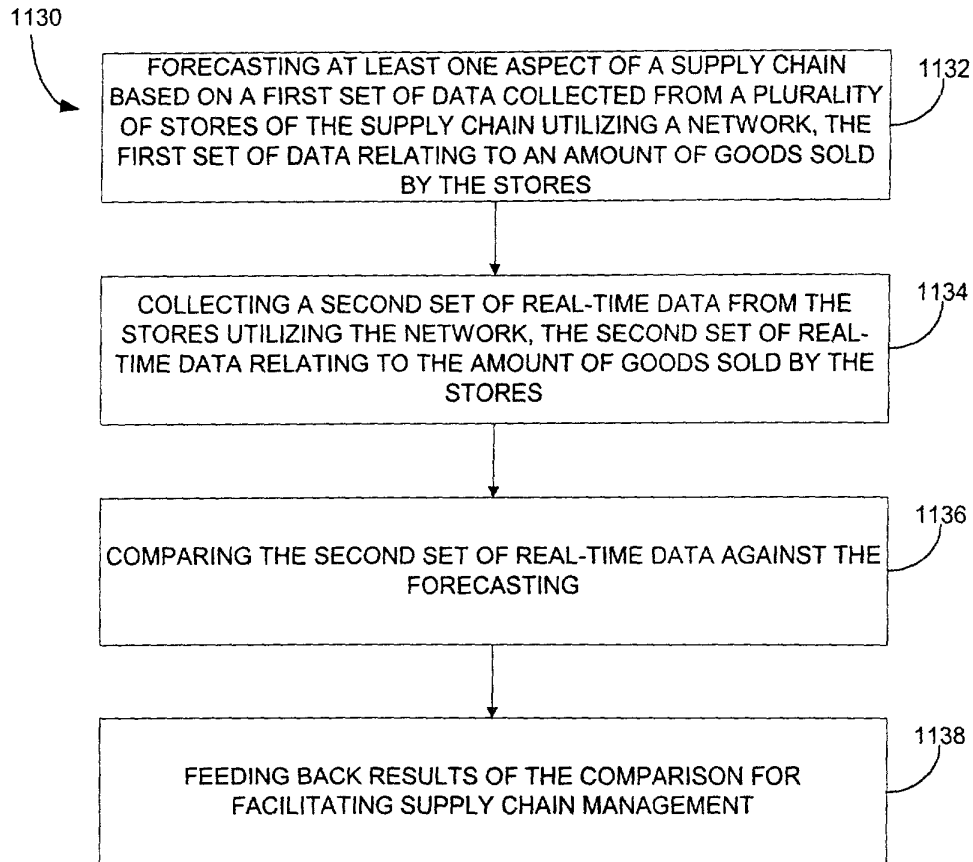 1130
FORECASTING AT LEAST ONE ASPECT OF A SUPPLY CHAIN
BASED ON A FIRST SET OF DATA COLLECTED FROM A PLURALITY
OF STORES OF THE SUPPLY CHAIN UTILIZING A NETWORK, THE
FIRST SET OF DATA RELATING TO AN AMOUNT OF GOODS SOLD
BY THE STORES
1132
COLLECTING A SECOND SET OF REAL-TIME DATA FROM THE
STORES UTILIZING THE NETWORK, THE SECOND SET OF REAL-
TIME DATA RELATING TO THE AMOUNT OF GOODS SOLD BY THE
STORES
1134
COMPARING THE SECOND SET OF REAL-TIME DATA AGAINST THE
FORECASTING
1136
FEEDING BACK RESULTS OF THE COMPARISON FOR
FACILITATING SUPPLY CHAIN MANAGEMENT
1138